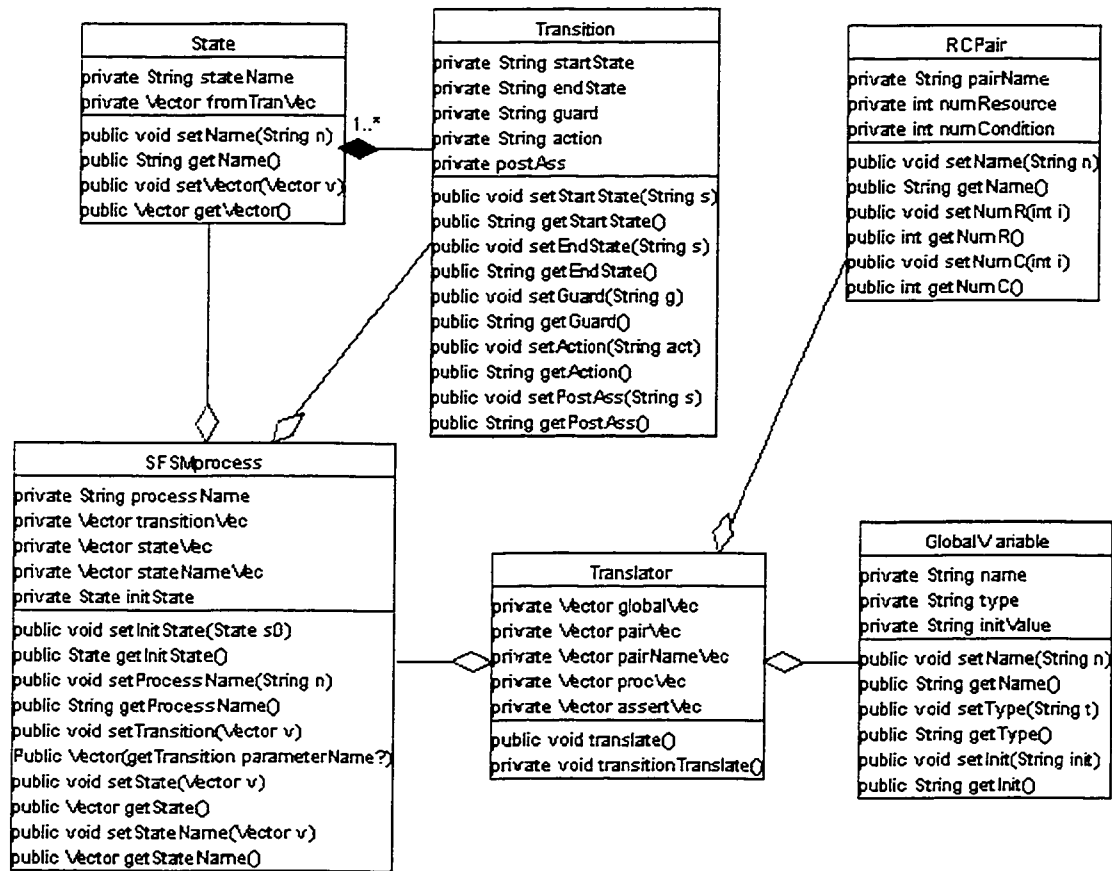 State
private String stateName
private Vector fromTranVec
public void setName(String n)
public String getName()
public void setVector(Vector v)
public Vector getVector()
1..*
Transition
private String startState
private String endState
private String guard
private String action
private postAss
public void setStartState(String s)
public String getStartState()
public void setEndState(String s)
public String getEndState()
public void setGuard(String g)
public String getGuard()
public void setAction(String act)
public String getAction()
public void setPostAss(String s)
public String getPostAss()
RCPair
private String pairName
private int numResource
private int numCondition
public void setName(String n)
public String getName()
public void setNumR(int i)
public int getNumR()
public void setNumC(int i)
public int getNumC()
SFSMprocess
private String processName
private Vector transitionVec
private Vector stateVec
private Vector stateNameVec
private State initState
public void setInitState(State s0)
public State getInitState()
public void setProcessName(String n)
public String getProcessName()
public void setTransition(Vector v)
Public Vector(getTransition parameterName?)
public void setState(Vector v)
public Vector getState()
public void setStateName(Vector v)
public Vector getStateName()
Translator
private Vector globalVec
private Vector pairVec
private Vector pairNameVec
private Vector procVec
private Vector assertVec
public void translate()
private void transitionTranslate()
GlobalVariable
private String name
private String type
private String initValue
public void setName(String n)
public String getName()
public void setType(String t)
public String getType()
public void setInit(String init)
public String getInit()